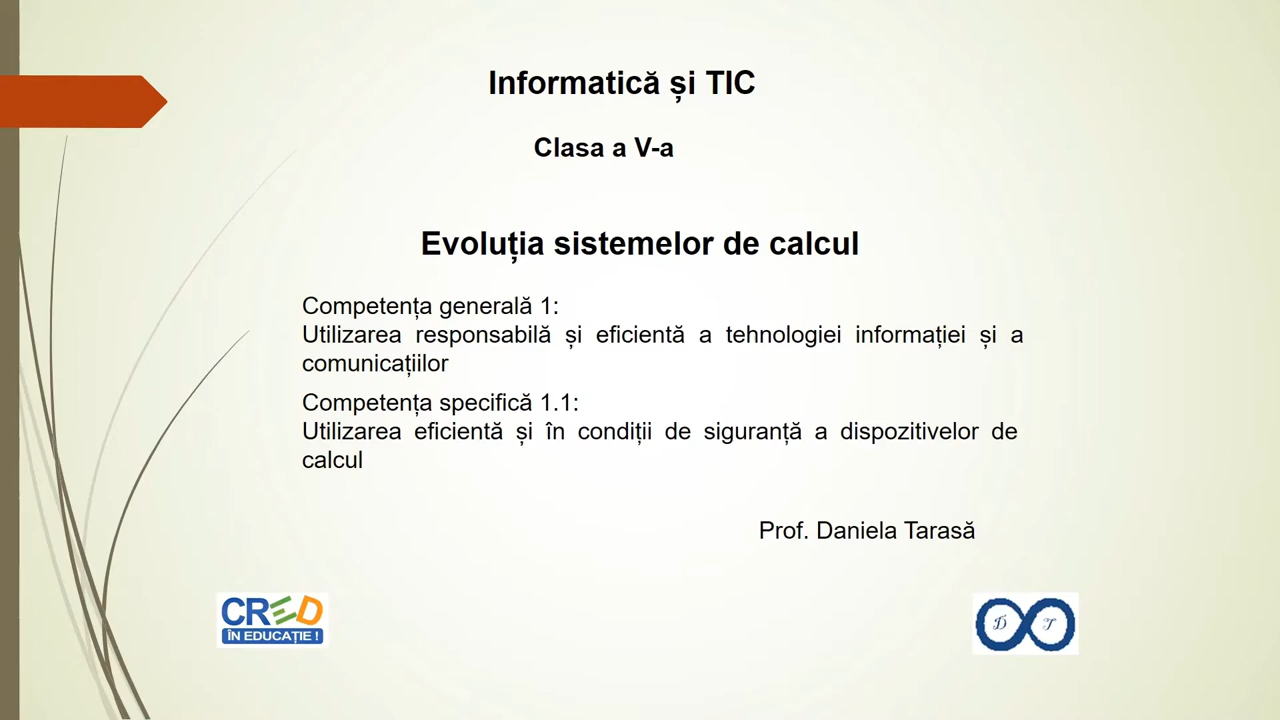 Informatică și TIC
Clasa a V-a
Evoluția sistemelor de calcul
Competența generală 1:
Utilizarea responsabilă și eficientă a tehnologiei informației și a
comunicațiilor
Competența specifică 1.1:
Utilizarea eficientă și în condiții de siguranță a dispozitivelor de
calcul
Prof. Daniela Tarasă
CRED
ÎN EDUCAȚIE !
D T